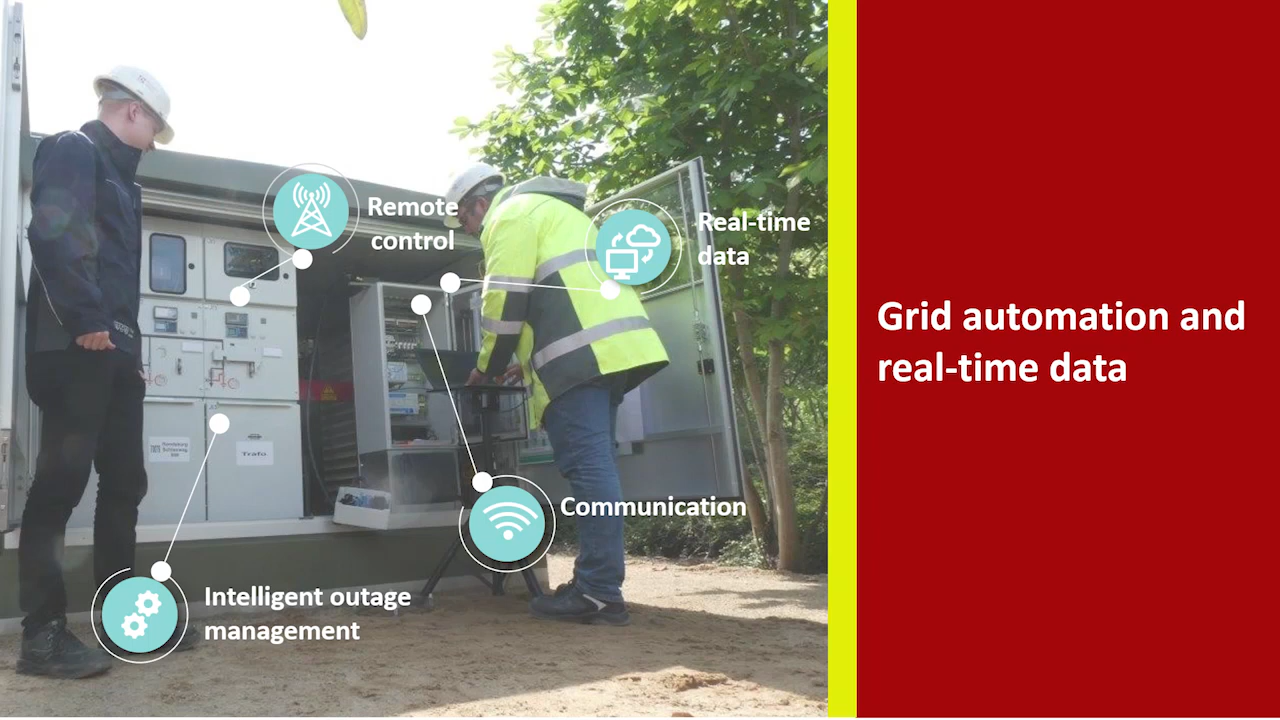 Remote
control
Real-time
data
Grid automation and
real-time data
Trafo
Communication
Intelligent outage
management